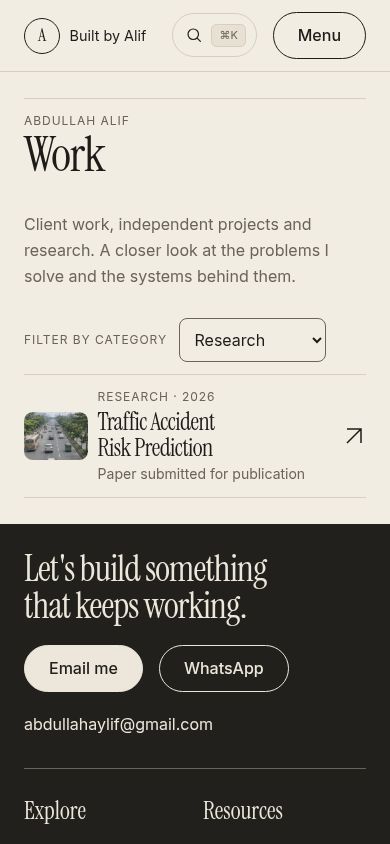 A
Built by Alif
⌘K
Menu
ABDULLAH ALIF
Work
Client work, independent projects and
research. A closer look at the problems I
solve and the systems behind them.
FILTER BY CATEGORY
Research
RESEARCH · 2026
Traffic Accident
Risk Prediction
Paper submitted for publication
Let's build something
that keeps working.
Email me
WhatsApp
abdullahaylif@gmail.com
Explore
Resources